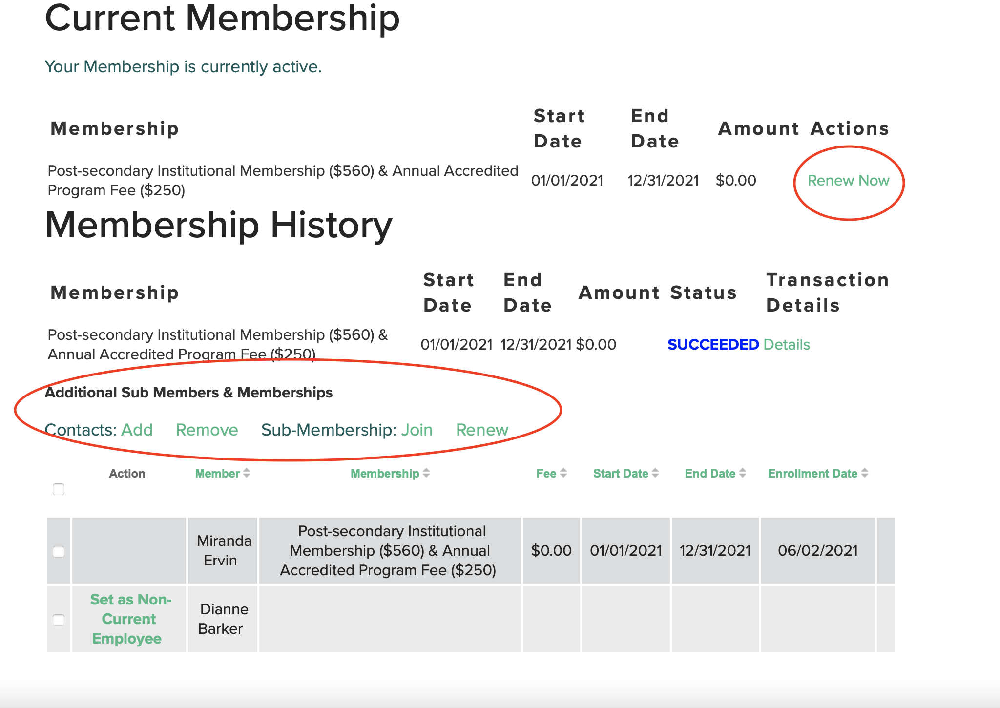 Current Membership
Your Membership is currently active.
Membership Start Date End Date Amount Actions
Post-secondary Institutional Membership ($560) & Annual Accredited
Program Fee ($250)
01/01/2021 12/31/2021 $0.00 Renew Now
Membership History
Membership Start Date End Date Amount Status Transaction Details
Post-secondary Institutional Membership ($560) &
Annual Accredited Program Fee ($250)
01/01/2021 12/31/2021 $0.00 SUCCEEDED Details
Additional Sub Members & Memberships
Contacts: Add Remove Sub-Membership: Join Renew
Action Member Membership Fee Start Date End Date Enrollment Date
Miranda
Ervin
Post-secondary Institutional
Membership ($560) & Annual
Accredited Program Fee ($250)
$0.00 01/01/2021 12/31/2021 06/02/2021
Set as Non-
Current
Employee
Dianne
Barker